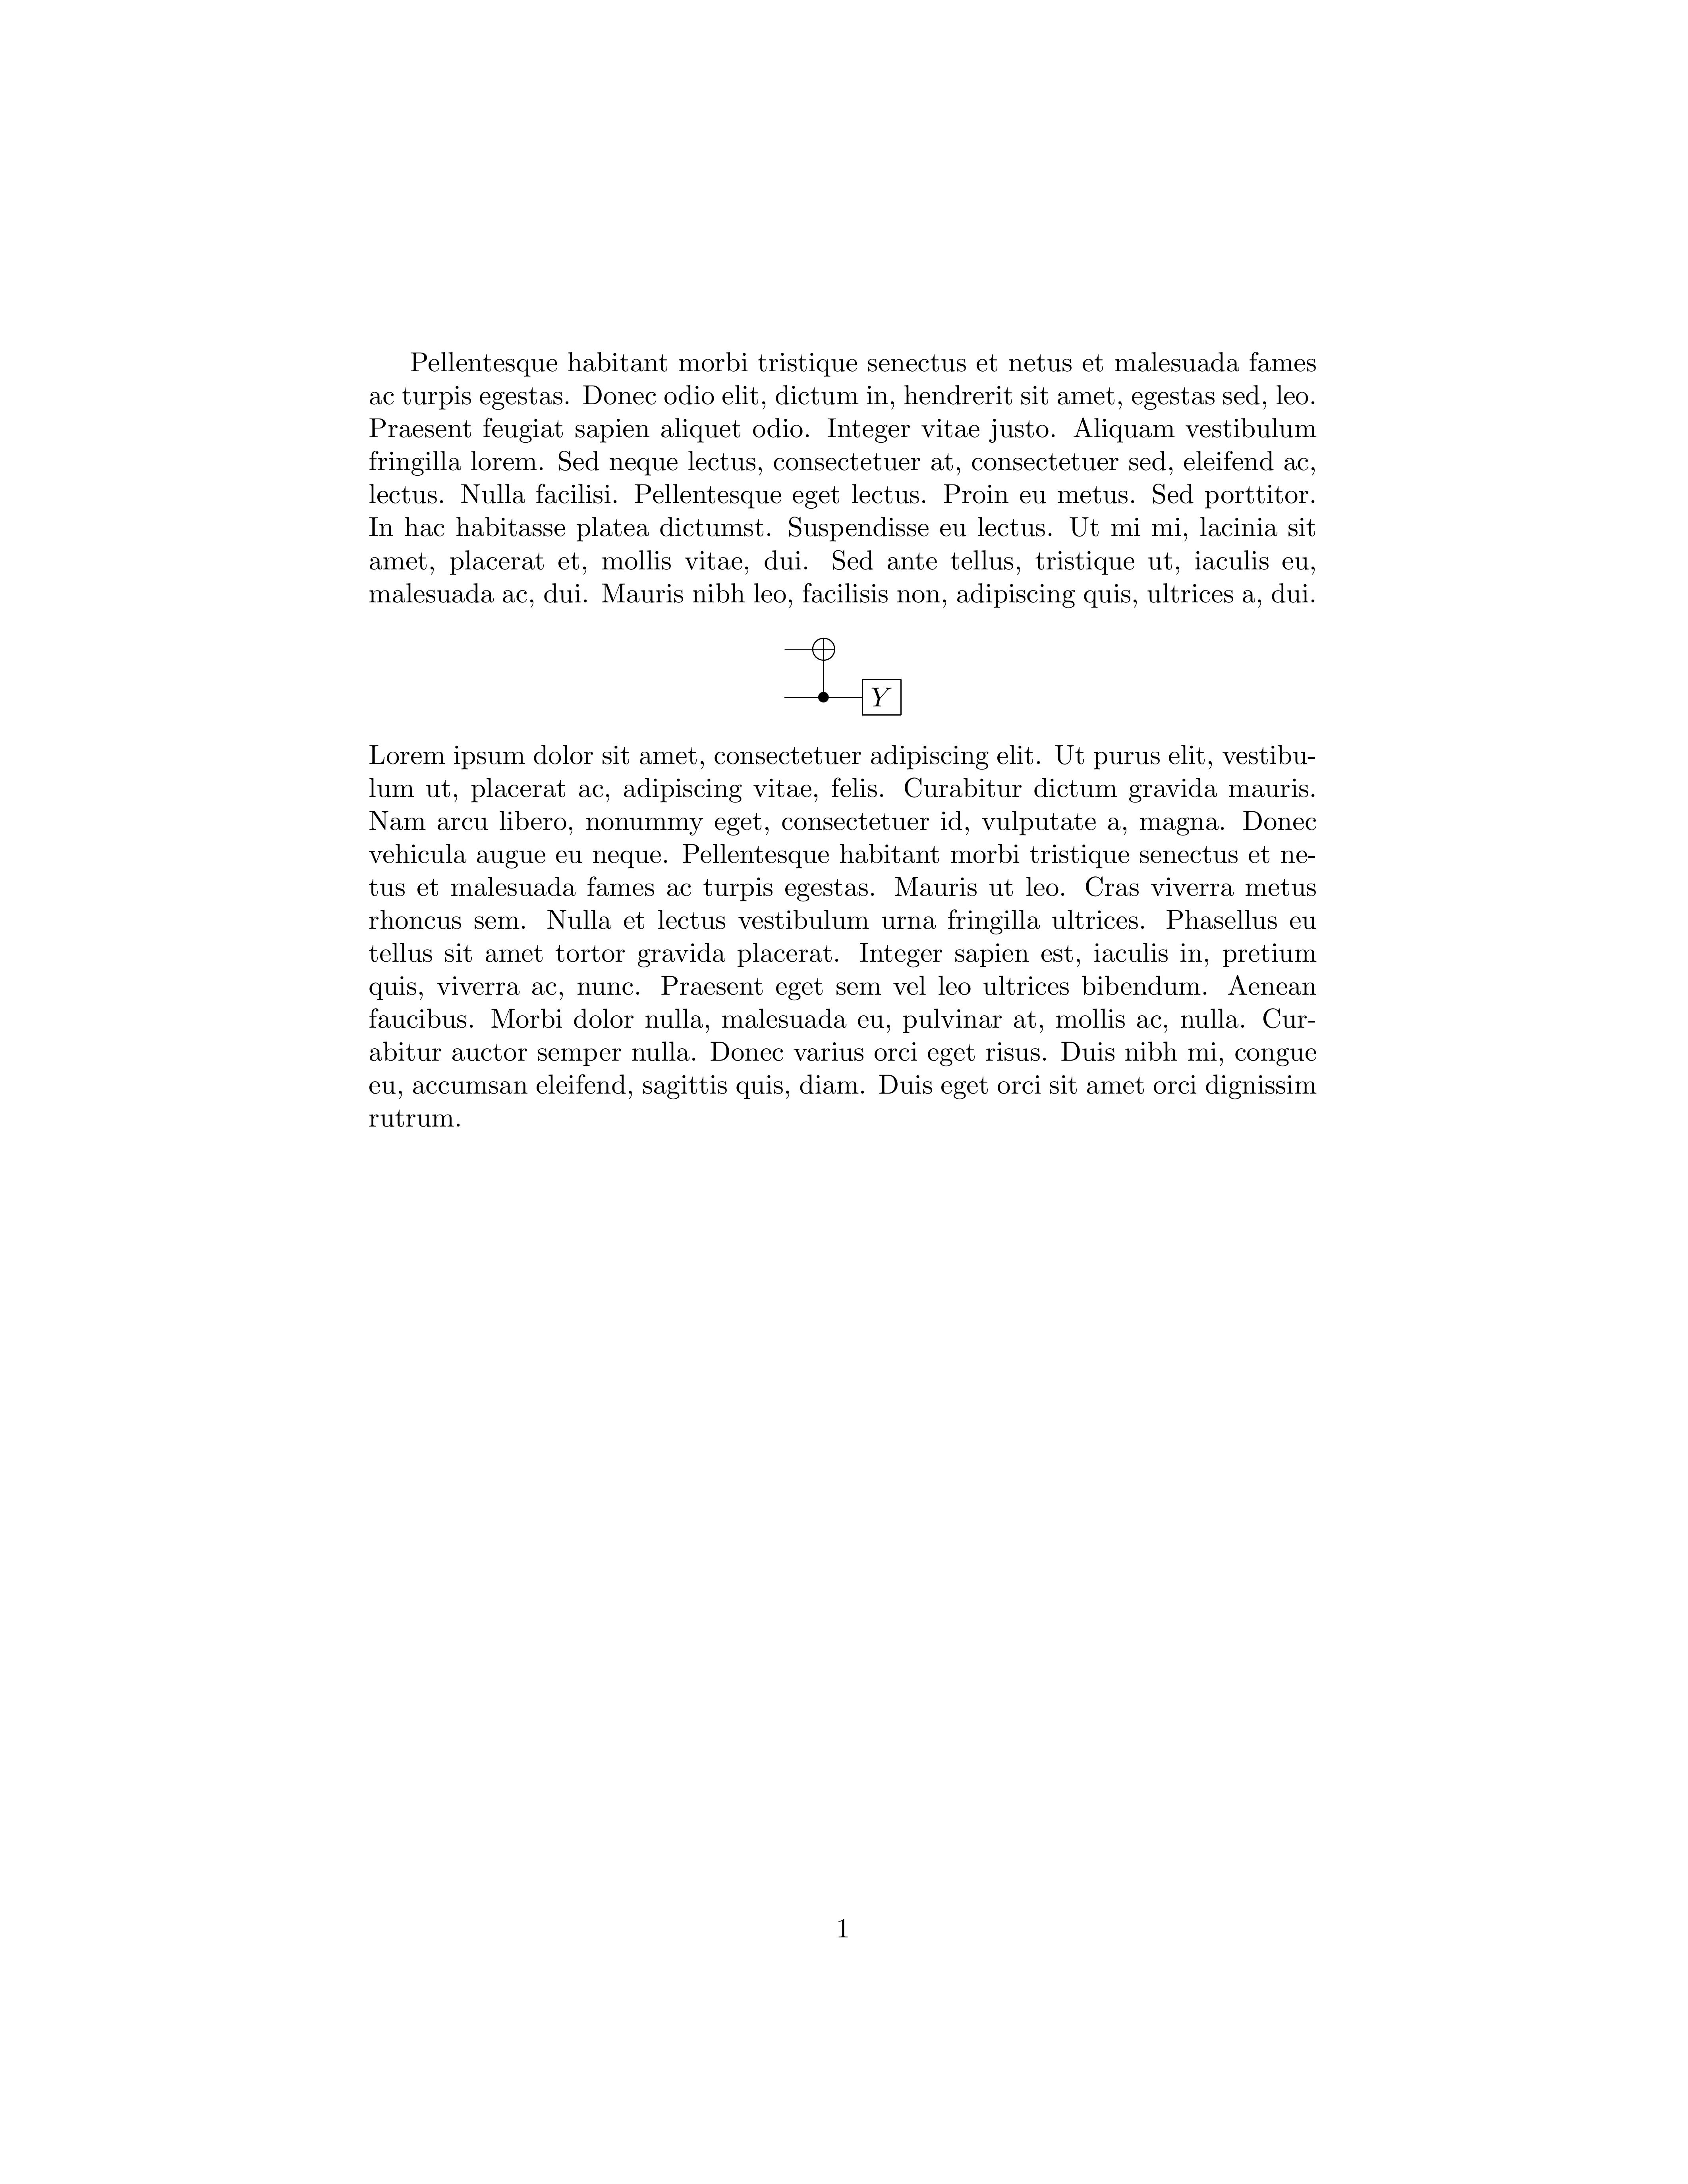 Pellentesque habitant morbi tristique senectus et netus et malesuada fames
ac turpis egestas. Donec odio elit, dictum in, hendrerit sit amet, egestas sed, leo.
Praesent feugiat sapien aliquet odio. Integer vitae justo. Aliquam vestibulum
fringilla lorem. Sed neque lectus, consectetuer at, consectetuer sed, eleifend ac,
lectus. Nulla facilisi. Pellentesque eget lectus. Proin eu metus. Sed porttitor.
In hac habitasse platea dictumst. Suspendisse eu lectus. Ut mi mi, lacinia sit
amet, placerat et, mollis vitae, dui. Sed ante tellus, tristique ut, iaculis eu,
malesuada ac, dui. Mauris nibh leo, facilisis non, adipiscing quis, ultrices a, dui.
Y
Lorem ipsum dolor sit amet, consectetuer adipiscing elit. Ut purus elit, vestibu-
lum ut, placerat ac, adipiscing vitae, felis. Curabitur dictum gravida mauris.
Nam arcu libero, nonummy eget, consectetuer id, vulputate a, magna. Donec
vehicula augue eu neque. Pellentesque habitant morbi tristique senectus et ne-
tus et malesuada fames ac turpis egestas. Mauris ut leo. Cras viverra metus
rhoncus sem. Nulla et lectus vestibulum urna fringilla ultrices. Phasellus eu
tellus sit amet tortor gravida placerat. Integer sapien est, iaculis in, pretium
quis, viverra ac, nunc. Praesent eget sem vel leo ultrices bibendum. Aenean
faucibus. Morbi dolor nulla, malesuada eu, pulvinar at, mollis ac, nulla. Cur-
abitur auctor semper nulla. Donec varius orci eget risus. Duis nibh mi, congue
eu, accumsan eleifend, sagittis quis, diam. Duis eget orci sit amet orci dignissim
rutrum.
1